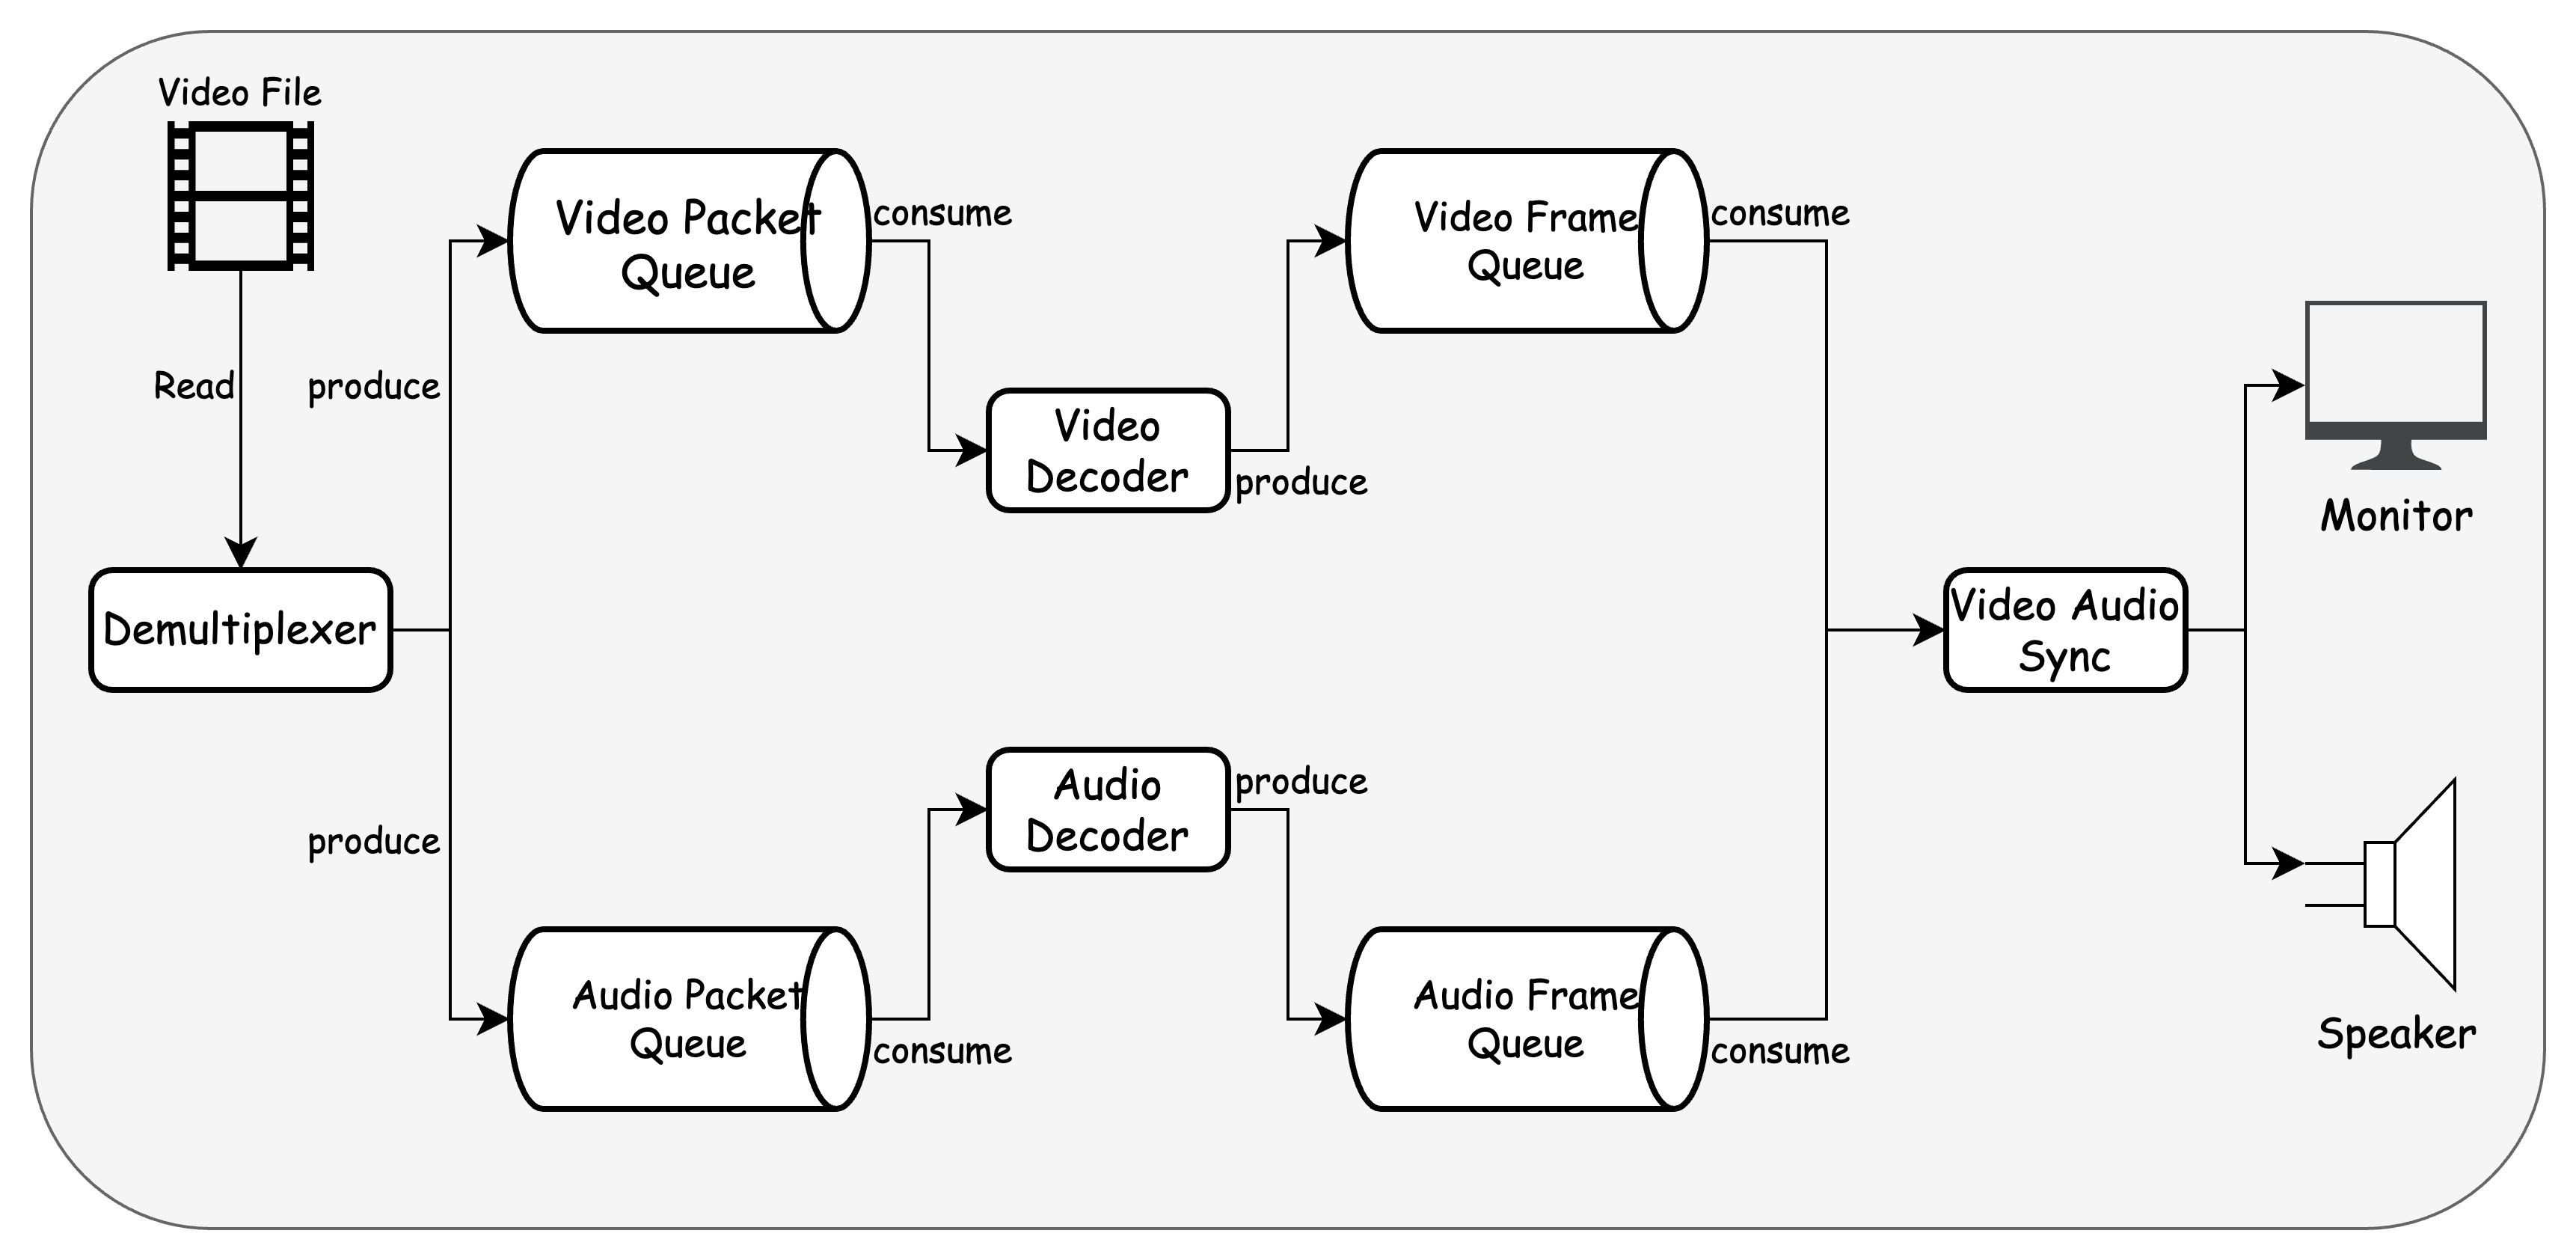 Video File
Video Packet
Queue
consume
Video Frame
Queue
consume
Read
produce
Video
Decoder
produce
Monitor
Demultiplexer
Video Audio
Sync
Audio
Decoder
produce
produce
Audio Packet
Queue
consume
Audio Frame
Queue
consume
Speaker